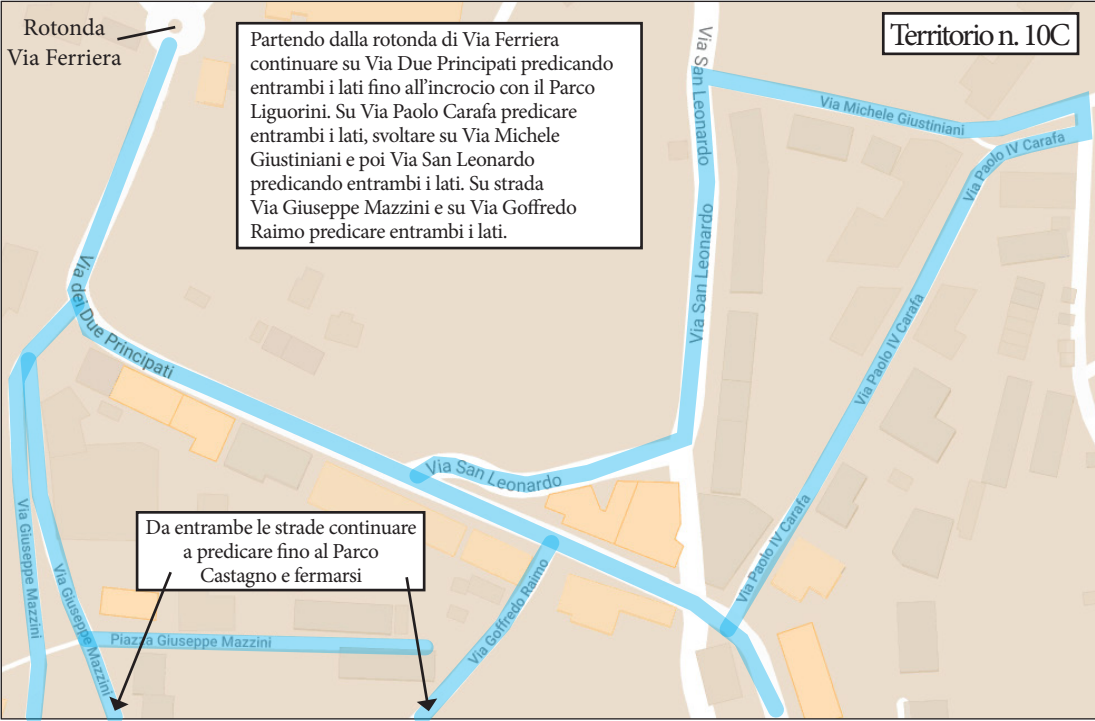 Rotonda
Via Ferriera
Partendo dalla rotonda di Via Ferriera
continuare su Via Due Principati predicando
entrambi i lati fino all'incrocio con il Parco
Liguorini. Su Via Paolo Carafa predicare
entrambi i lati, svoltare su Via Michele
Giustiniani e poi Via San Leonardo
predicando entrambi i lati. Su strada
Via Giuseppe Mazzini e su Via Goffredo
Raimo predicare entrambi i lati.
Territorio n. 10C
Via San Leonardo
Via Michele Giustiniani
Via Paolo IV Carafa
Via Paolo IV Carafa
Via San Leonardo
Via dei Due Principati
Via Paolo IV Carafa
Via San Leonardo
Via Paolo IV Carafa
Da entrambe le strade continuare
a predicare fino al Parco
Castagno e fermarsi
Via Giuseppe Mazzini
Via Giuseppe Mazzini
Via Goffredo Raimo
Piazza Giuseppe Mazzini